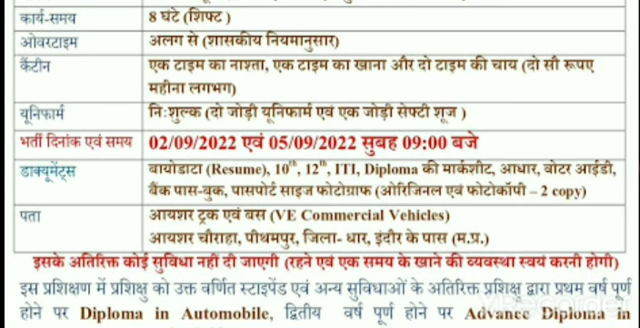 कार्य-समय 8 घंटे (शिफ्ट)
ओवरटाइम अलग से (शासकीय नियमानुसार)
कैंटीन एक टाइम का नाश्ता, एक टाइम का खाना और दो टाइम की चाय (दो सौ रूपए
महीना लगभग)
यूनिफार्म नि:शुल्क (दो जोड़ी यूनिफार्म एवं एक जोड़ी सेफ्टी शूज )
भर्ती दिनांक एवं समय 02/09/2022 एवं 05/09/2022 सुबह 09:00 बजे
डाक्यूमेंट्स बायोडाटा (Resume), 10th, 12th, ITI, Diploma की मार्कशीट, आधार, वोटर आईडी,
बैंक पास-बुक, पासपोर्ट साइज फोटोग्राफ (ओरिजिनल एवं फोटोकॉपी – 2 copy)
पता आयशर ट्रक एवं बस (VE Commercial Vehicles)
आयशर चौराहा, पीथमपुर, जिला- धार, इंदौर के पास (म.प्र.)
इसके अतिरिक्त कोई सुविधा नहीं दी जाएगी (रहने एवं एक समय के खाने की व्यवस्था स्वयं करनी होगी)
इस प्रशिक्षण में प्रशिक्षु को उक्त वर्णित स्टाइपेंड एवं अन्य सुविधाओं के अतिरिक्त प्रशिक्षु द्वारा प्रथम वर्ष पूर्ण
होने पर Diploma in Automobile, द्वितीय वर्ष पूर्ण होने पर Advance Diploma in